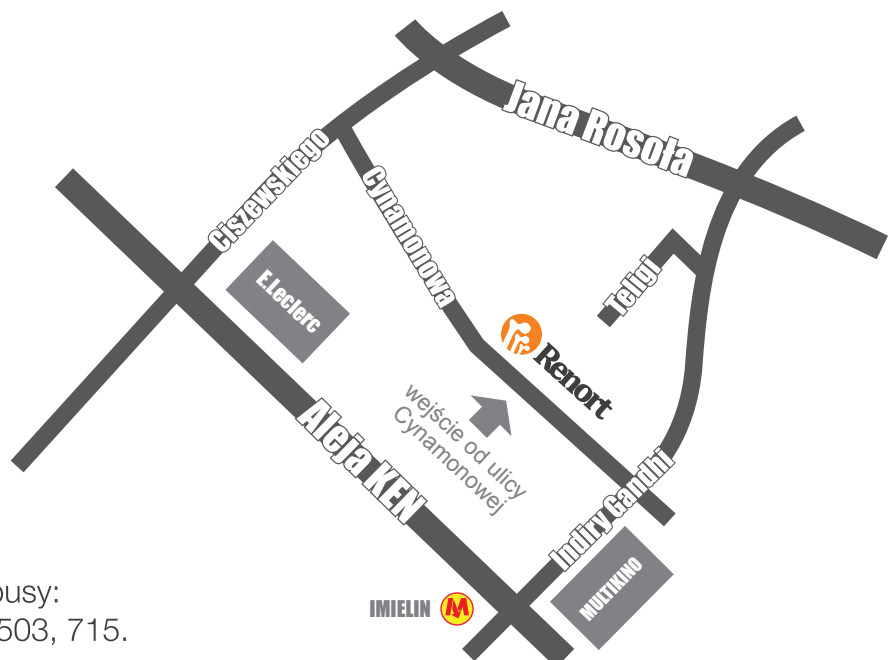 Jana Rosoła
Ciszewskiego
Cynamonowa
Teligi
E.Leclerc
Renort
wejście od ulicy
Cynamonowej
Aleja KEN
Indiry Gandhi
MULTIKINO
IMIELIN M
503, 715.